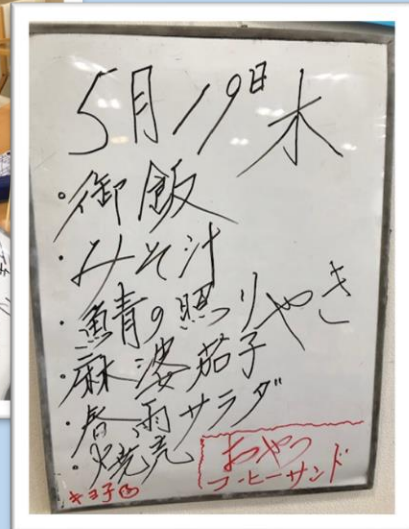 5月19日 木
・御飯
・みそ汁
・鯖の照りやき
・麻婆茄子
・春雨サラダ
・焼売
おやつ
コーヒーサンド
キヨ子